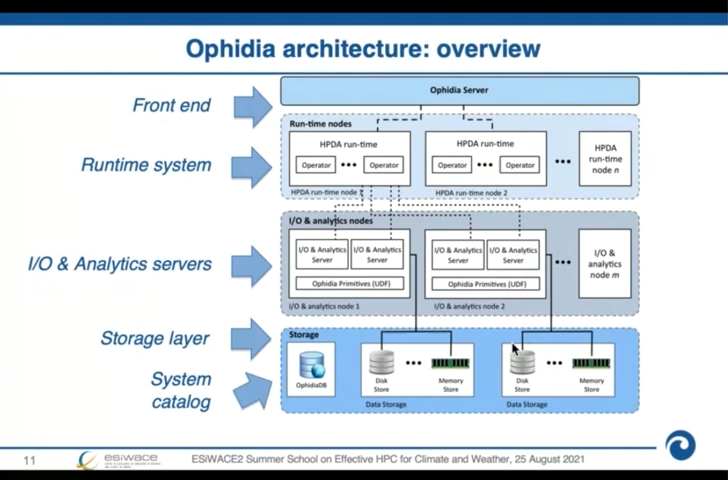 Ophidia architecture: overview
Front end
Ophidia Server
Runtime system
Run-time nodes
HPDA run-time
Operator
•••
Operator
HPDA run-time node 1
HPDA run-time
Operator
•••
Operator
HPDA run-time node 2
•••
HPDA
run-time
node n
I/O & Analytics servers
I/O & analytics nodes
I/O & Analytics
Server
I/O & Analytics
Server
Ophidia Primitives (UDF)
I/O & analytics node 1
I/O & Analytics
Server
I/O & Analytics
Server
Ophidia Primitives (UDF)
I/O & analytics node 2
•••
I/O &
analytics
node m
Storage layer
System
catalog
Storage
OphidiaDB
Disk
Store
•••
Memory
Store
Data Storage
Disk
Store
•••
Memory
Store
Data Storage
11
esiwace
ESiWACE2 Summer School on Effective HPC for Climate and Weather, 25 August 2021